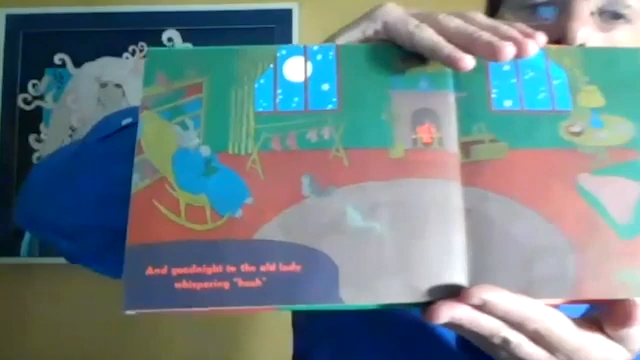 And goodnight to the old lady
whispering "hush"